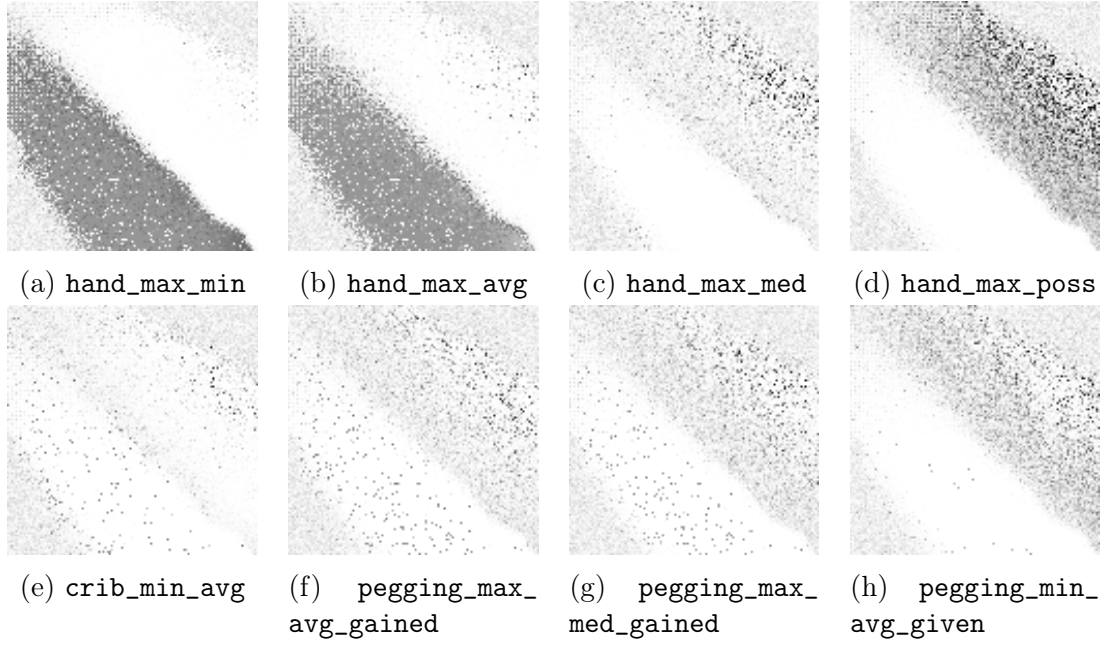 (a) hand_max_min (b) hand_max_avg (c) hand_max_med (d) hand_max_poss
(e) crib_min_avg (f) pegging_max_ (g) pegging_max_ (h) pegging_min_
avg_gained med_gained avg_given